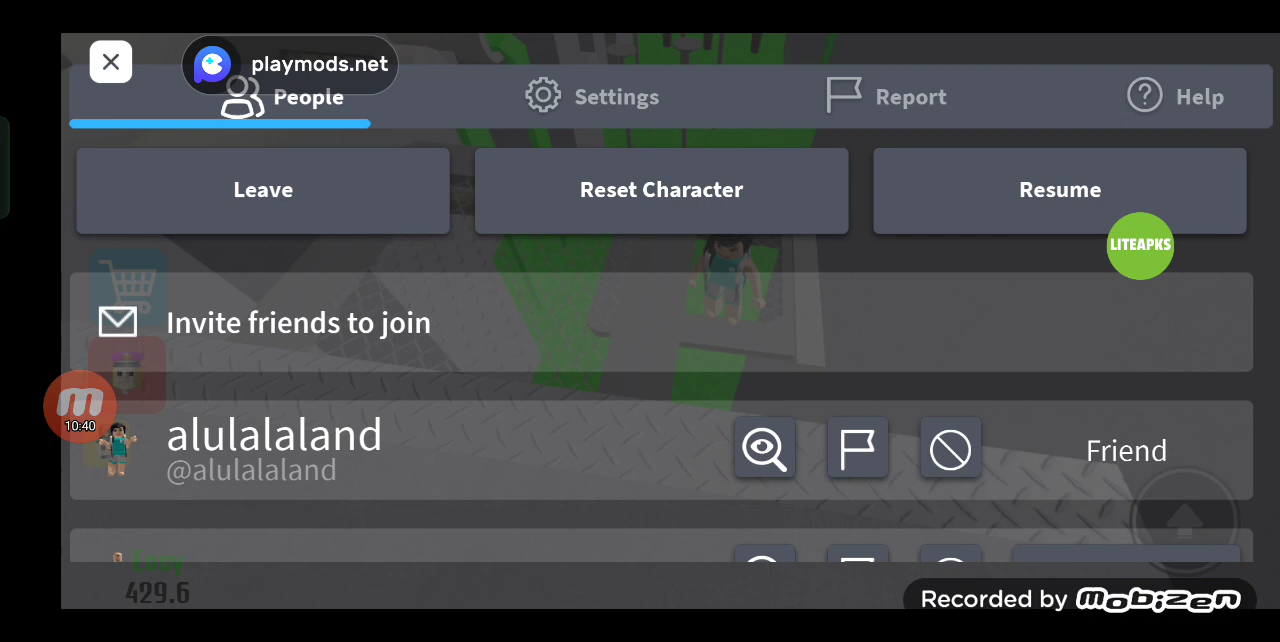 playmods.net
People
Settings
Report
Help
Leave
Reset Character
Resume
LITEAPKS
Invite friends to join
10:40
alulalaland
@alulalaland
Friend
Easy
429.6
Recorded by mobizen